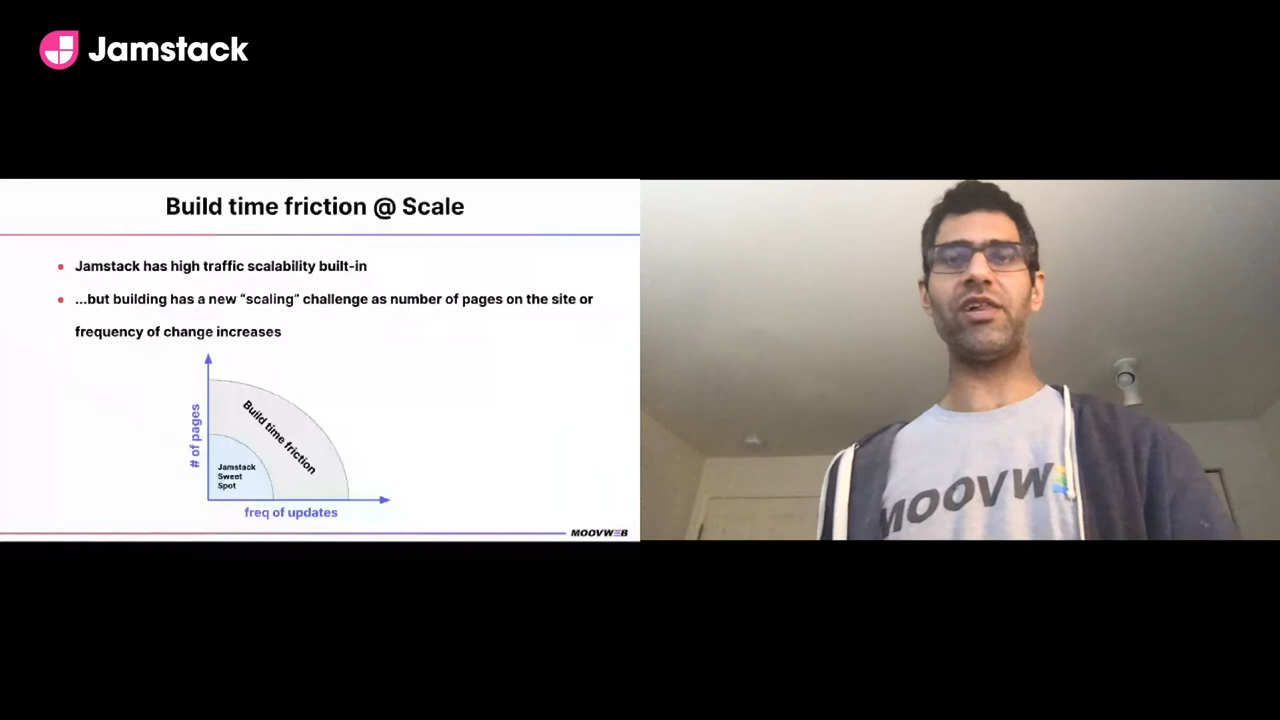 Jamstack
Build time friction @ Scale
Jamstack has high traffic scalability built-in
...but building has a new “scaling” challenge as number of pages on the site or
frequency of change increases
# of pages
Build time friction
Jamstack
Sweet
Spot
freq of updates
MOOVWEB
MOOVW